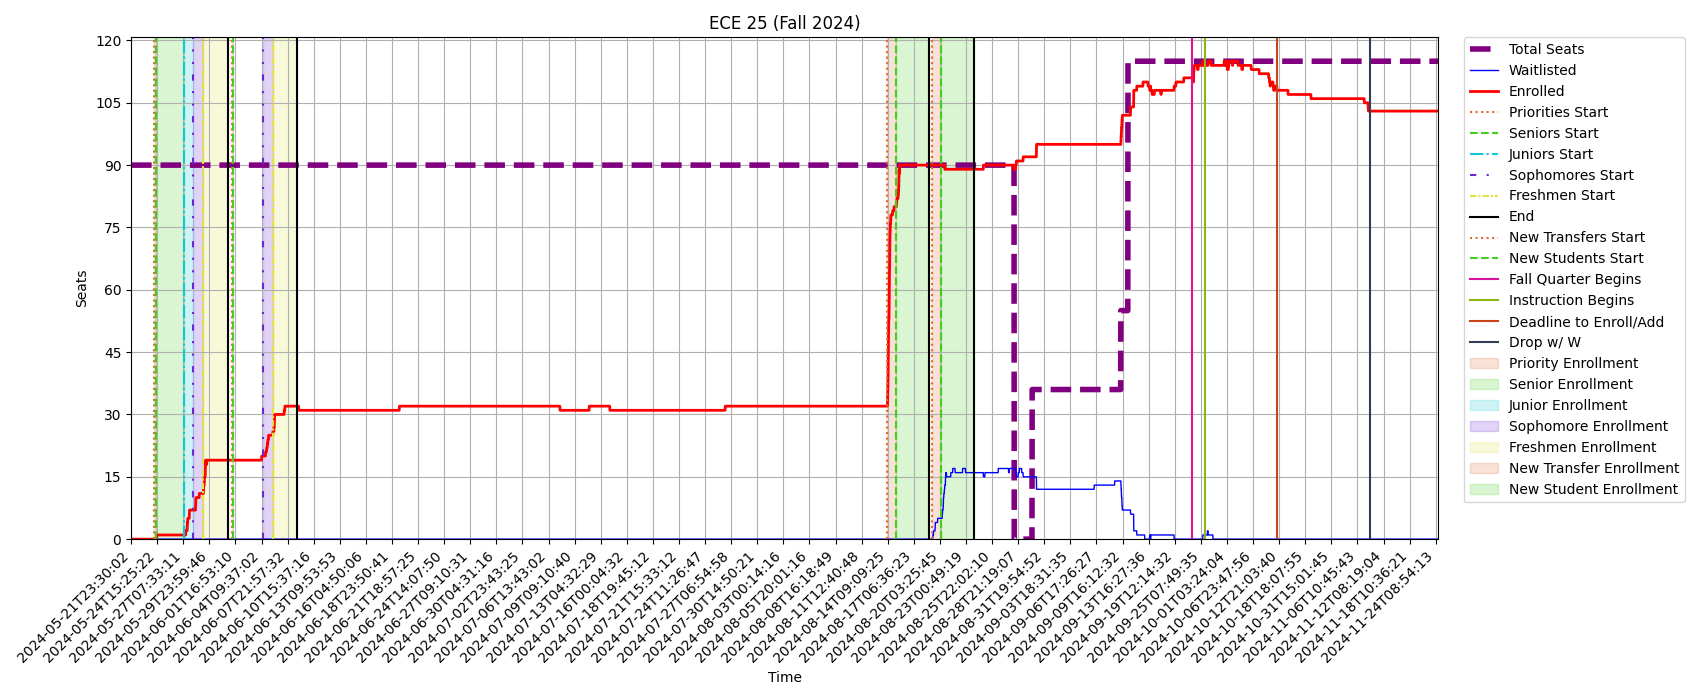 ECE 25 (Fall 2024)
120
105
90
75
60
45
30
15
0
Seats
2024-05-21T23:30:02
2024-05-24T15:25:22
2024-05-27T07:33:11
2024-05-29T23:59:46
2024-06-01T16:53:10
2024-06-04T09:37:02
2024-06-07T21:57:32
2024-06-10T15:37:16
2024-06-13T09:53:53
2024-06-16T04:50:06
2024-06-18T23:50:41
2024-06-21T18:57:25
2024-06-24T14:07:50
2024-06-27T09:10:31
2024-06-30T04:31:16
2024-07-02T23:43:25
2024-07-06T13:43:02
2024-07-09T09:10:40
2024-07-13T04:32:29
2024-07-16T00:04:32
2024-07-18T19:45:12
2024-07-21T15:33:12
2024-07-24T11:26:47
2024-07-27T06:54:58
2024-07-30T14:50:21
2024-08-03T00:14:16
2024-08-05T20:01:16
2024-08-08T16:18:49
2024-08-11T12:40:48
2024-08-14T09:09:25
2024-08-17T06:36:23
2024-08-20T03:25:45
2024-08-23T00:49:19
2024-08-25T22:02:10
2024-08-28T21:19:07
2024-08-31T19:54:52
2024-09-03T18:31:35
2024-09-06T17:26:27
2024-09-09T16:12:32
2024-09-13T16:27:36
2024-09-19T12:14:32
2024-09-25T07:49:35
2024-10-01T03:24:04
2024-10-06T23:47:56
2024-10-12T21:03:40
2024-10-18T18:07:55
2024-10-31T15:01:45
2024-11-06T10:45:43
2024-11-12T08:19:04
2024-11-18T10:36:21
2024-11-24T08:54:13
Time
Total Seats
Waitlisted
Enrolled
Priorities Start
Seniors Start
Juniors Start
Sophomores Start
Freshmen Start
End
New Transfers Start
New Students Start
Fall Quarter Begins
Instruction Begins
Deadline to Enroll/Add
Drop w/ W
Priority Enrollment
Senior Enrollment
Junior Enrollment
Sophomore Enrollment
Freshmen Enrollment
New Transfer Enrollment
New Student Enrollment